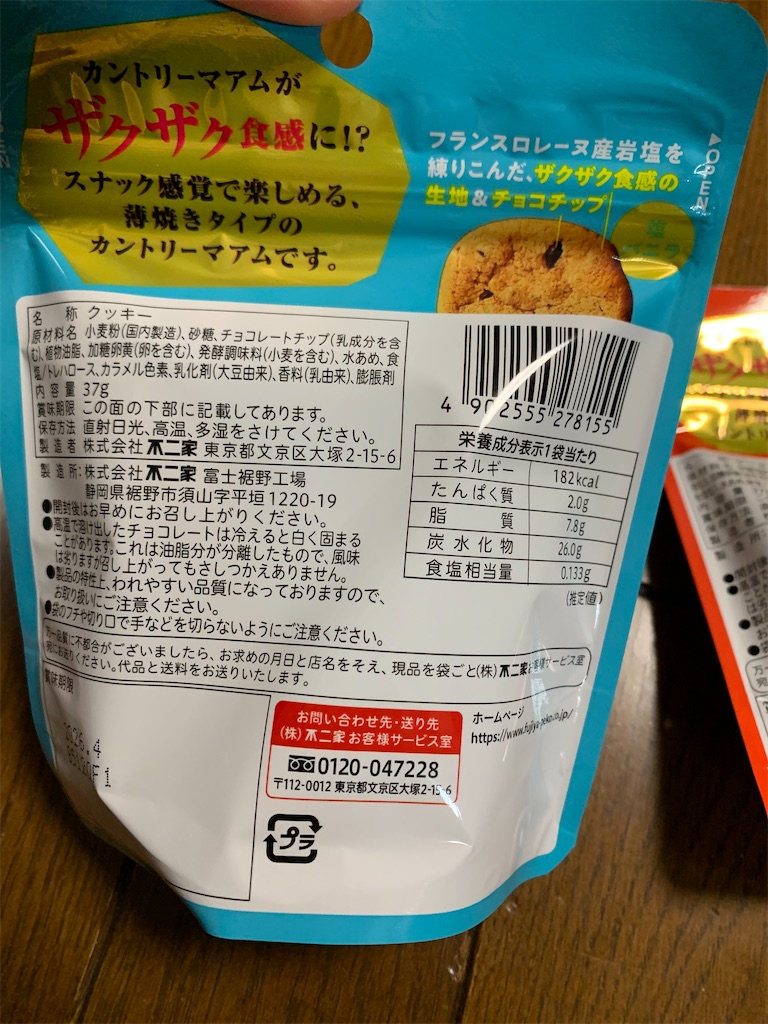 カントリーマアムが
ザクザク食感に!?
スナック感覚で楽しめる、
薄焼きタイプの
カントリーマアムです。
フランスロレーヌ産岩塩を
練りこんだ、ザクザク食感の
生地&チョコチップ
塩
バニラ
▲OPEN
名 称 クッキー
原材料名 小麦粉(国内製造)、砂糖、チョコレートチップ(乳成分を含
む)、植物油脂、加糖卵黄(卵を含む)、発酵調味料(小麦を含む)、水あめ、食
塩/トレハロース、カラメル色素、乳化剤(大豆由来)、香料(乳由来)、膨脹剤
内 容 量 37g
賞味期限 この面の下部に記載してあります。
保存方法 直射日光、高温、多湿をさけてください。
製 造 者 株式会社不二家 東京都文京区大塚2-15-6
製 造 所:株式会社不二家 富士裾野工場
静岡県裾野市須山字平垣1220-19
●開封後はお早めにお召し上がりください。
●高温で溶け出したチョコレートは冷えると白く固まる
ことがあります。これは油脂分が分離したもので、風味
は劣りますが召し上がってもさしつかえありません。
●製品の特性上、われやすい品質になっておりますので、
お取り扱いにご注意ください。
●袋のフチや切り口で手などを切らないようにご注意ください。
万一品質に不都合がございましたら、お求めの月日と店名をそえ、現品を袋ごと(株)不二家お客様サービス室
宛にお送りください。代品と送料をお送りいたします。
4 902555 278155
栄養成分表示1袋当たり
エネルギー 182kcal
たんぱく質 2.0g
脂 質 7.8g
炭水化物 26.0g
食塩相当量 0.133g
(推定値)
賞味期限
お問い合わせ先・送り先
(株)不二家お客様サービス室
0120-047228
〒112-0012 東京都文京区大塚2-15-6
ホームページ
https://www.fujiya-peko.co.jp/
プラ